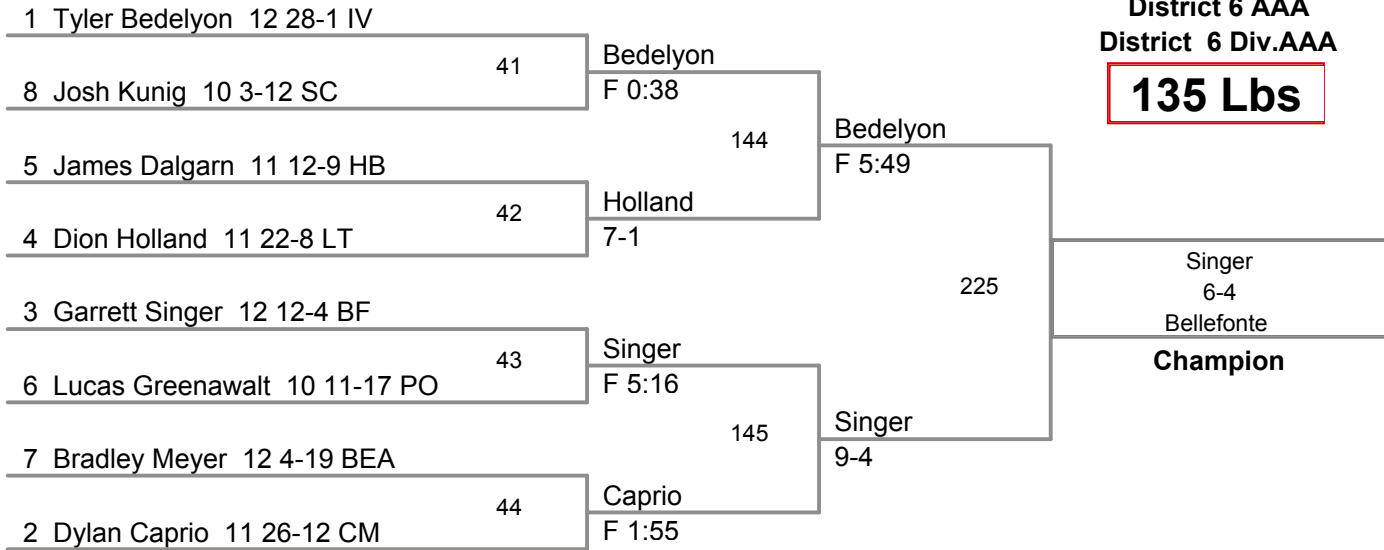 District 6 AAA
District 6 Div.AAA
135 Lbs
1 Tyler Bedelyon 12 28-1 IV
41
8 Josh Kunig 10 3-12 SC
Bedelyon
F 0:38
5 James Dalgarn 11 12-9 HB
42
4 Dion Holland 11 22-8 LT
Holland
7-1
144
Bedelyon
F 5:49
3 Garrett Singer 12 12-4 BF
43
6 Lucas Greenawalt 10 11-17 PO
Singer
F 5:16
7 Bradley Meyer 12 4-19 BEA
44
2 Dylan Caprio 11 26-12 CM
Caprio
F 1:55
145
Singer
9-4
225
Singer
6-4
Bellefonte
Champion